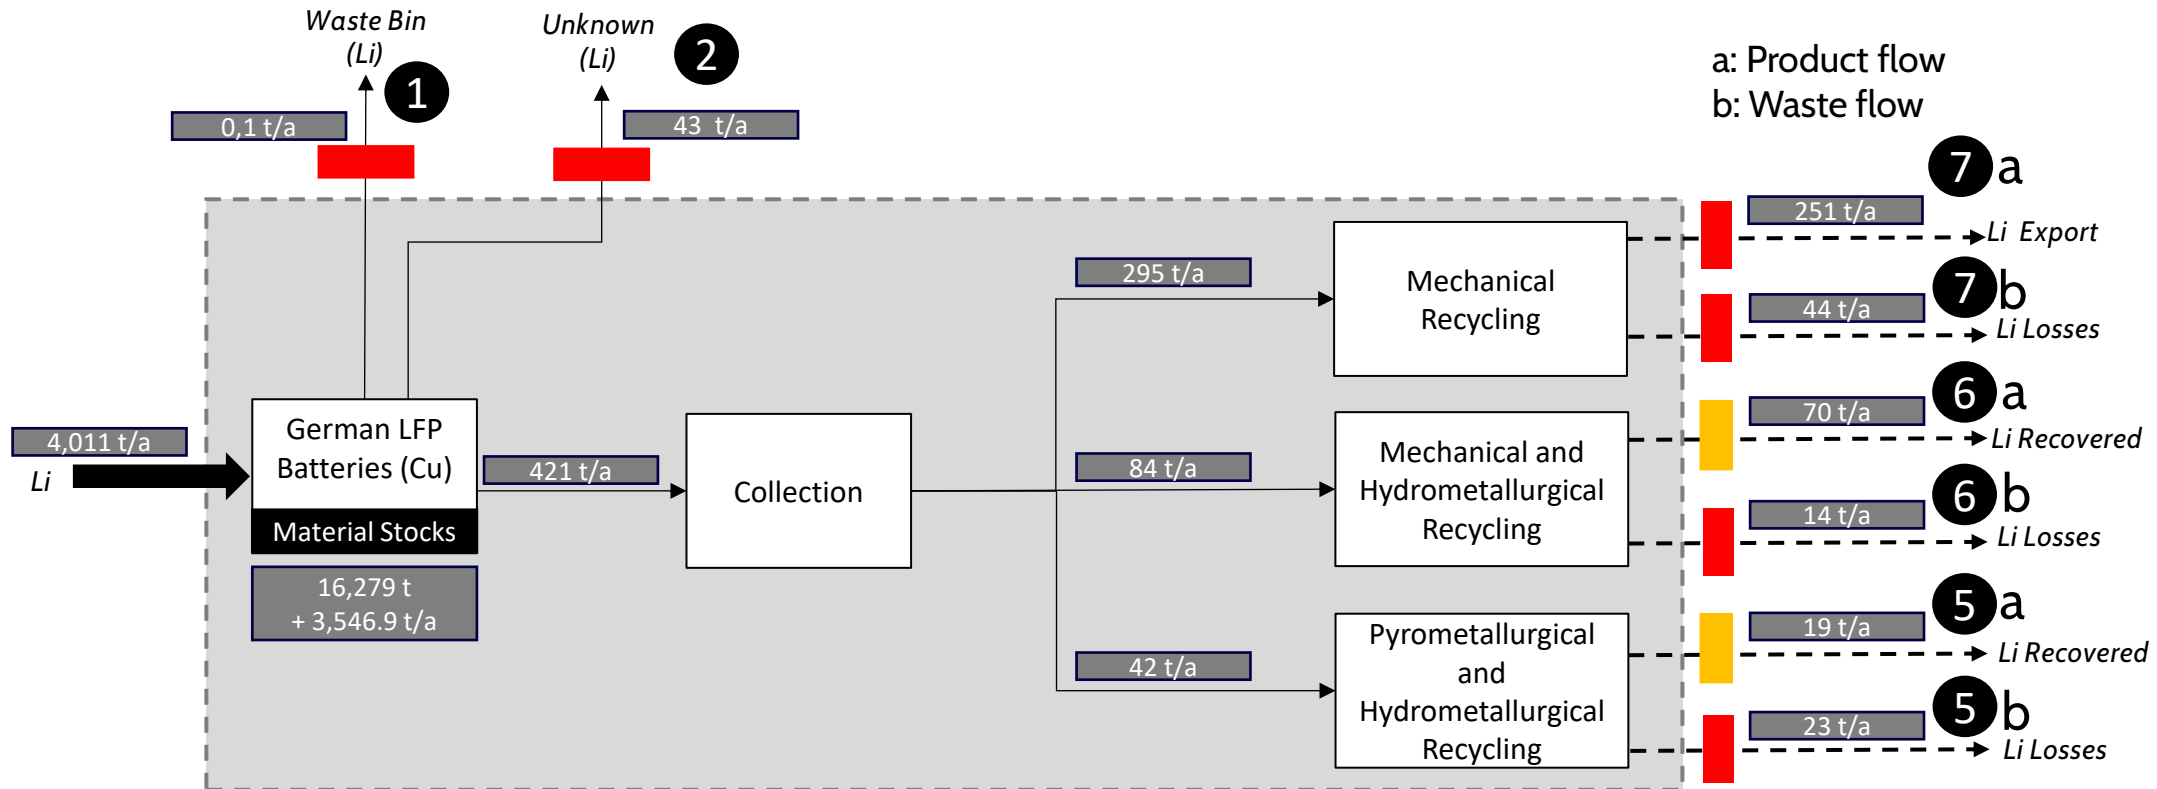 Waste Bin
(Li)
1
0,1 t/a
Unknown
(Li)
2
43 t/a
a: Product flow
b: Waste flow
7 a
251 t/a
Li Export
7 b
44 t/a
Li Losses
6 a
70 t/a
Li Recovered
6 b
14 t/a
Li Losses
5 a
19 t/a
Li Recovered
5 b
23 t/a
Li Losses
4,011 t/a
Li
German LFP
Batteries (Cu)
Material Stocks
16,279 t
+ 3,546.9 t/a
421 t/a
Collection
295 t/a
Mechanical
Recycling
84 t/a
Mechanical and
Hydrometallurgical
Recycling
42 t/a
Pyrometallurgical
and
Hydrometallurgical
Recycling